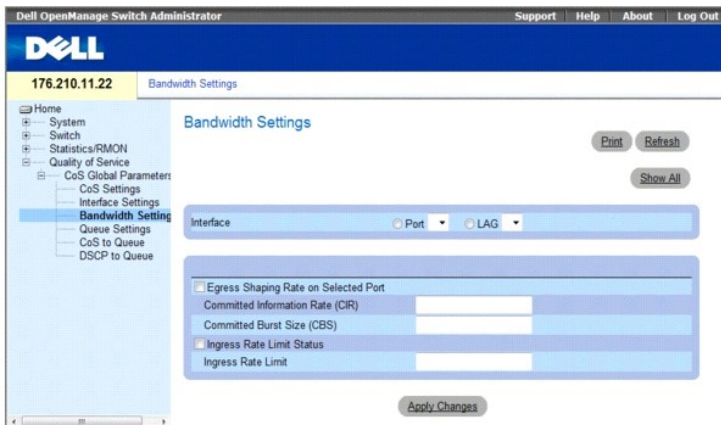 Dell OpenManage Switch Administrator
Support Help About Log Out
DELL
176.210.11.22 Bandwidth Settings
Home
System
Switch
Statistics/RMON
Quality of Service
CoS Global Parameters
CoS Settings
Interface Settings
Bandwidth Setting
Queue Settings
CoS to Queue
DSCP to Queue
Bandwidth Settings
Print Refresh
Show All
Interface Port LAG
Egress Shaping Rate on Selected Port
Committed Information Rate (CIR)
Committed Burst Size (CBS)
Ingress Rate Limit Status
Ingress Rate Limit
Apply Changes